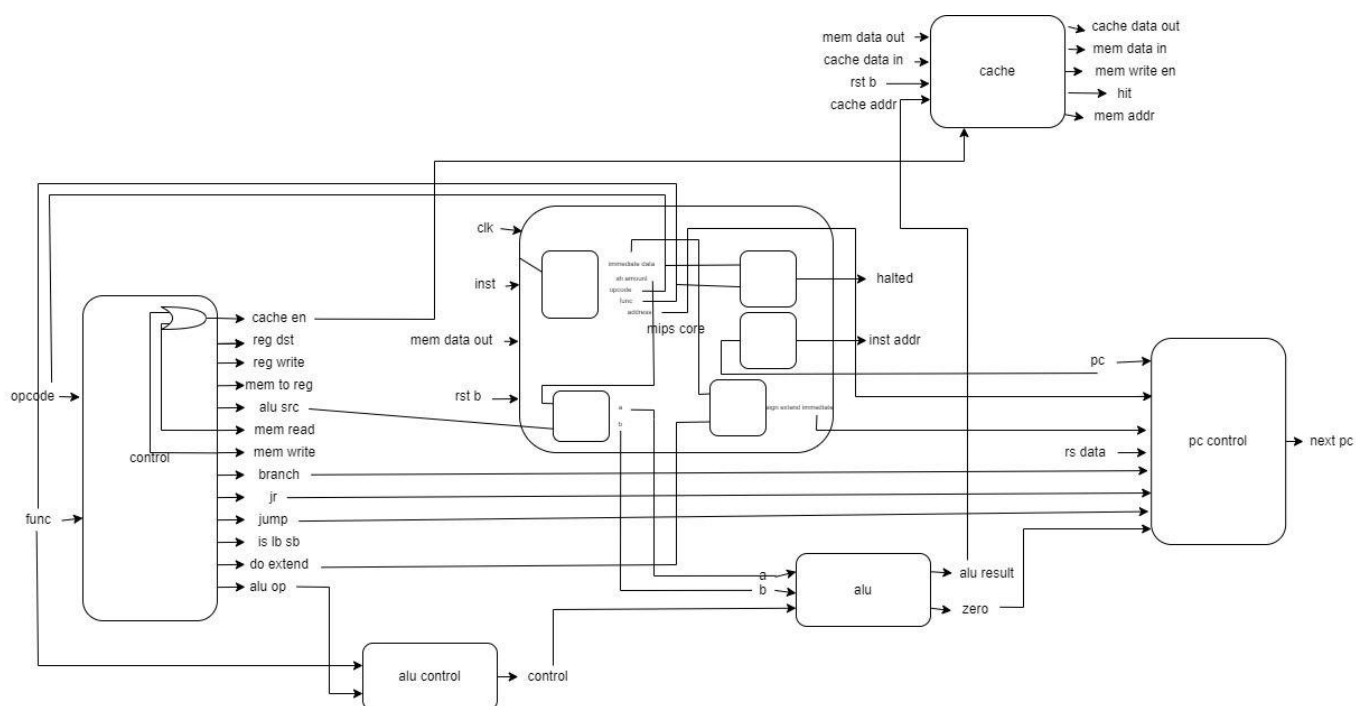 mem data out
cache data in
rst b
cache addr
cache
cache data out
mem data in
mem write en
hit
mem addr
clk
inst
mem data out
rst b
immediate data
sh amount
opcode
func
address
mips core
halted
inst addr
a
b
sign extend immediate
opcode
func
control
cache en
reg dst
reg write
mem to reg
alu src
mem read
mem write
branch
jr
jump
is lb sb
do extend
alu op
pc
rs data
pc control
next pc
a
b
alu
alu result
zero
alu control
control